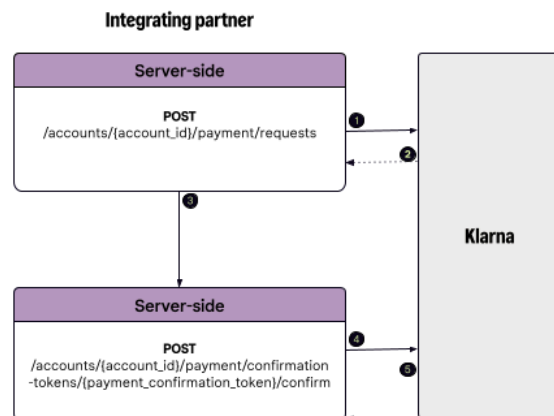 Integrating partner
Server-side
POST
/accounts/{account_id}/payment/requests
1
2
3
Klarna
Server-side
POST
/accounts/{account_id}/payment/confirmation
-tokens/{payment_confirmation_token}/confirm
4
5